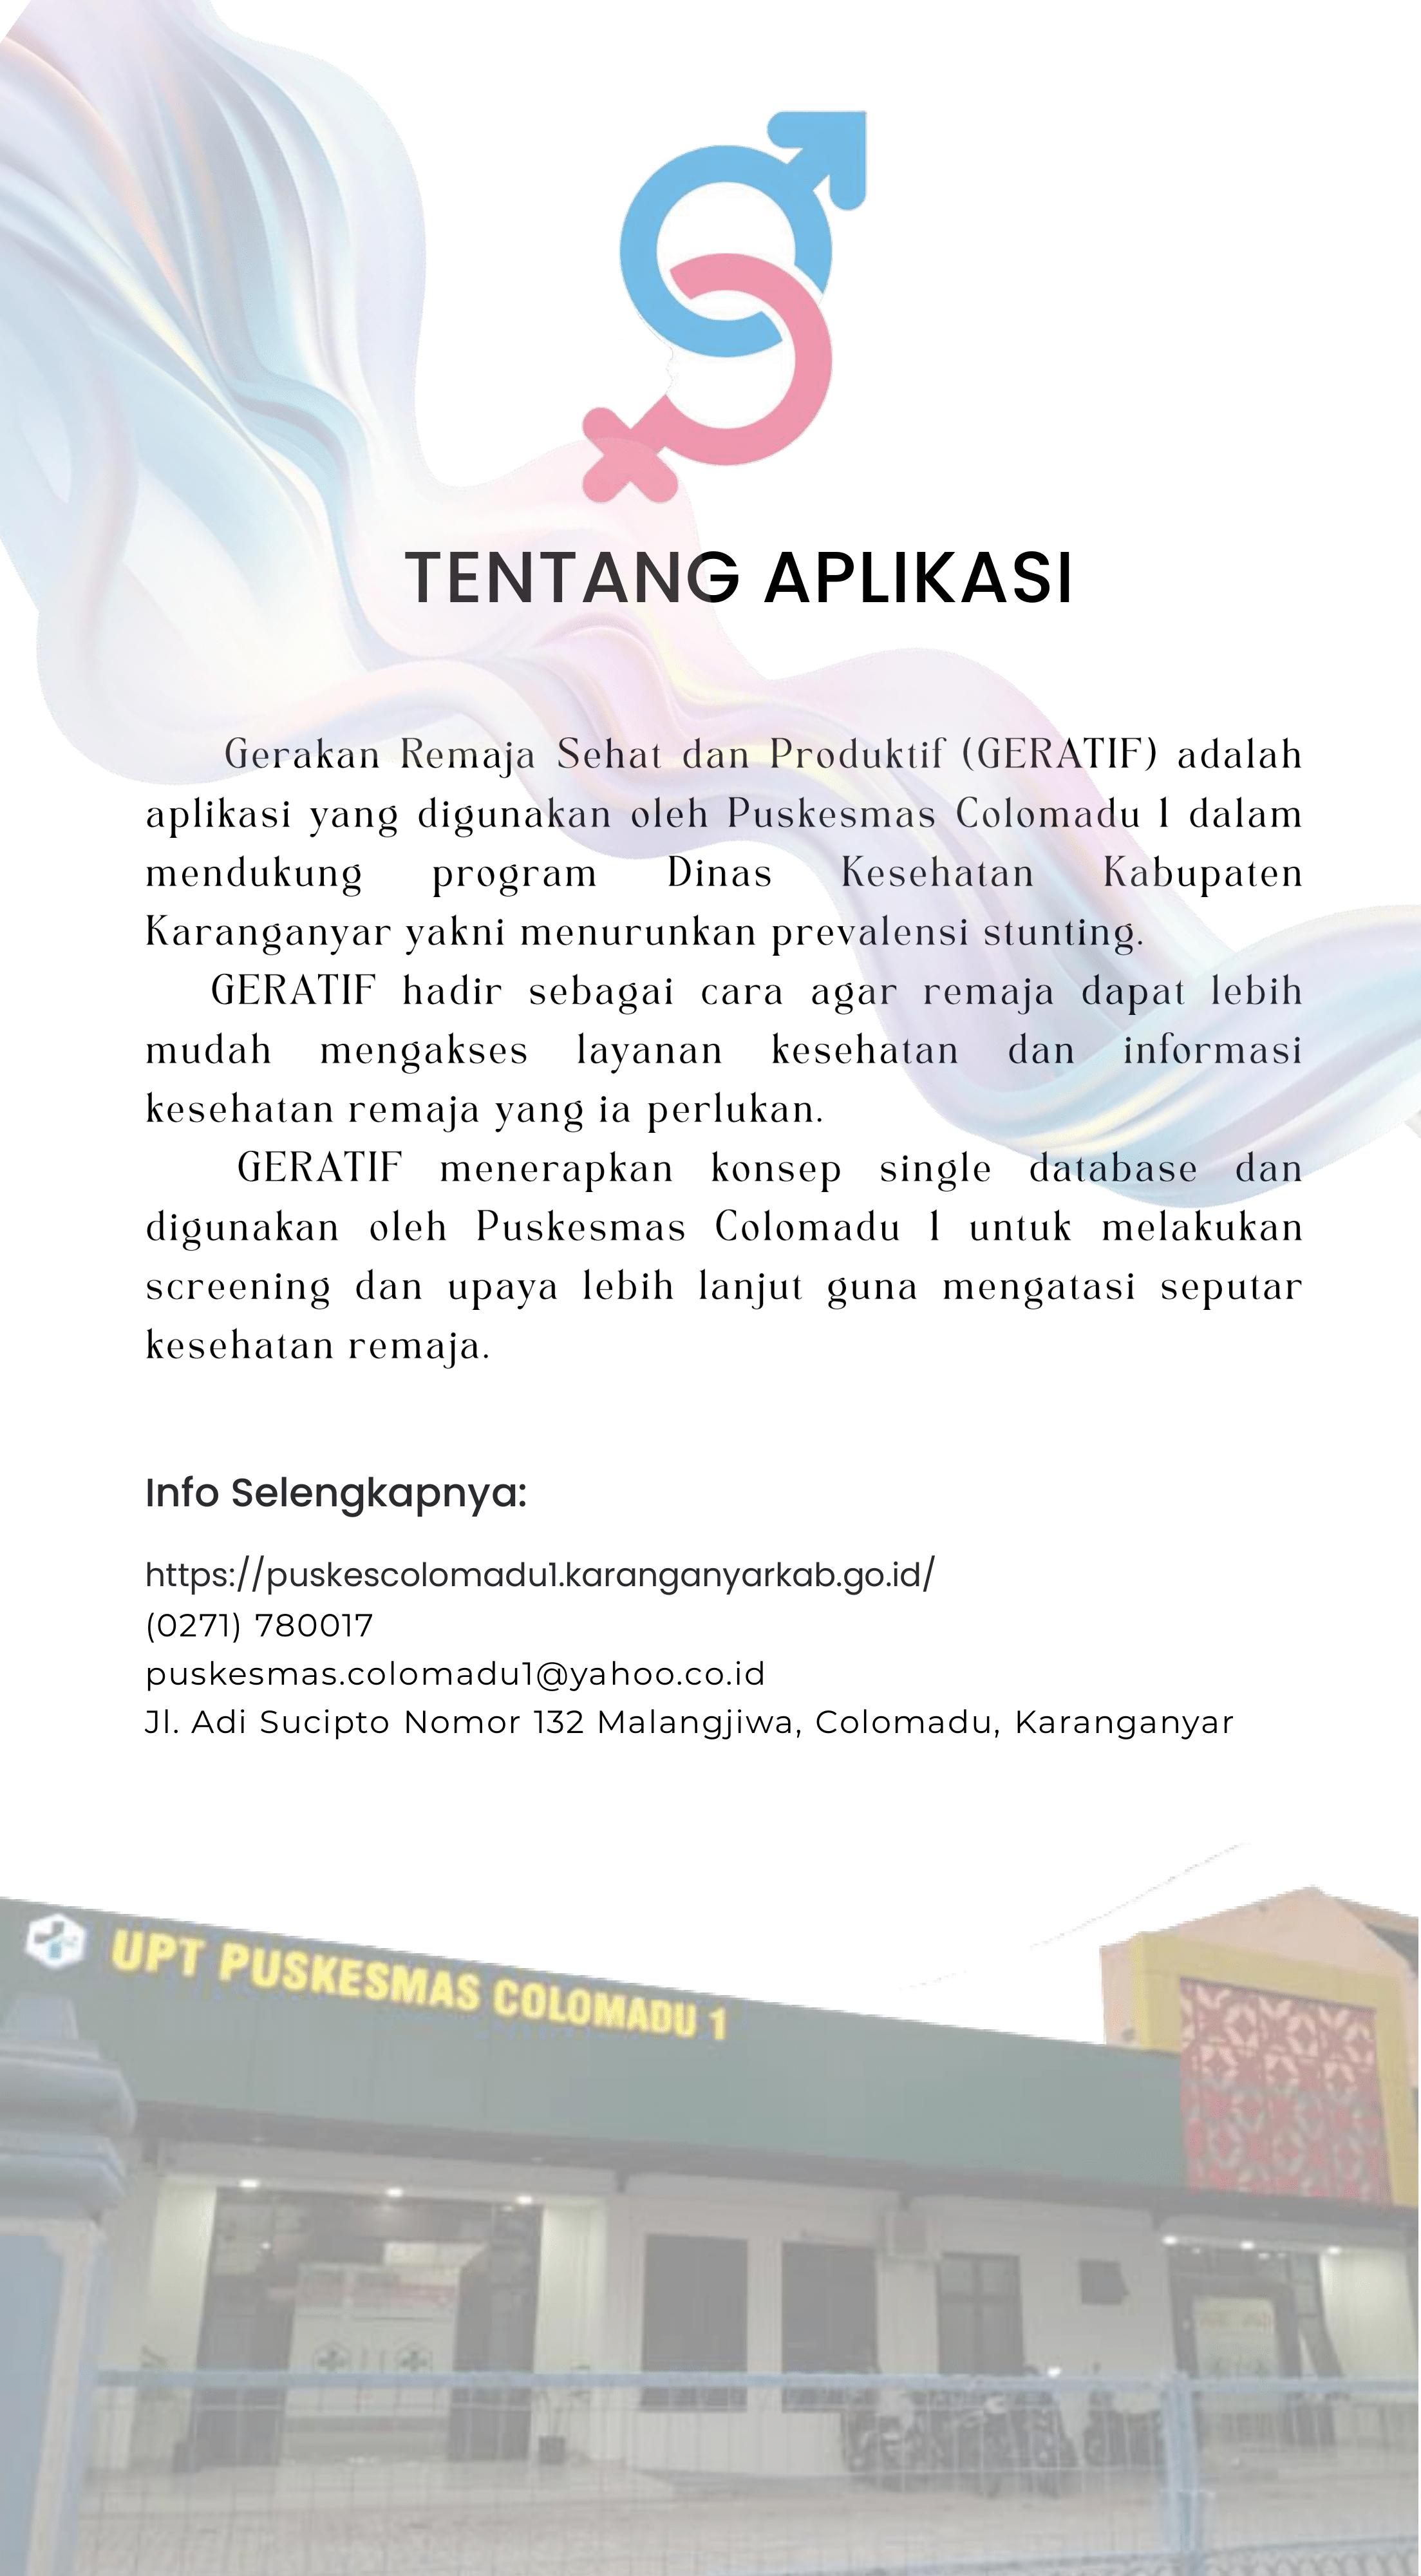 TENTANG APLIKASI
Gerakan Remaja Sehat dan Produktif (GERATIF) adalah
aplikasi yang digunakan oleh Puskesmas Colomadu 1 dalam
mendukung program Dinas Kesehatan Kabupaten
Karanganyar yakni menurunkan prevalensi stunting.
GERATIF hadir sebagai cara agar remaja dapat lebih
mudah mengakses layanan kesehatan dan informasi
kesehatan remaja yang ia perlukan.
GERATIF menerapkan konsep single database dan
digunakan oleh Puskesmas Colomadu 1 untuk melakukan
screening dan upaya lebih lanjut guna mengatasi seputar
kesehatan remaja.
Info Selengkapnya:
https://puskescolomadu1.karanganyarkab.go.id/
(0271) 780017
puskesmas.colomadu1@yahoo.co.id
Jl. Adi Sucipto Nomor 132 Malangjiwa, Colomadu, Karanganyar
UPT PUSKESMAS COLOMADU 1